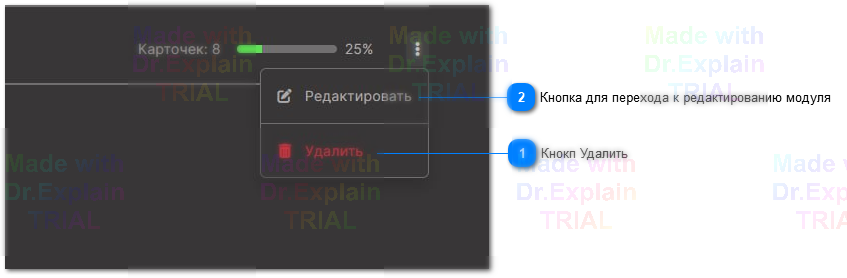 Made with
Dr.Explain
TRIAL
Made with
Dr.Explain
TRIAL
Made with
Dr.Explain
TRIAL
Карточек: 8 25%
Редактировать
2 Кнопка для перехода к редактированию модуля
Удалить
1 Кнокп Удалить
Made with
Dr.Explain
TRIAL
Made with
Dr.Explain
TRIAL
Made with
Dr.Explain
TRIAL
Made with
Dr.Explain
TRIAL